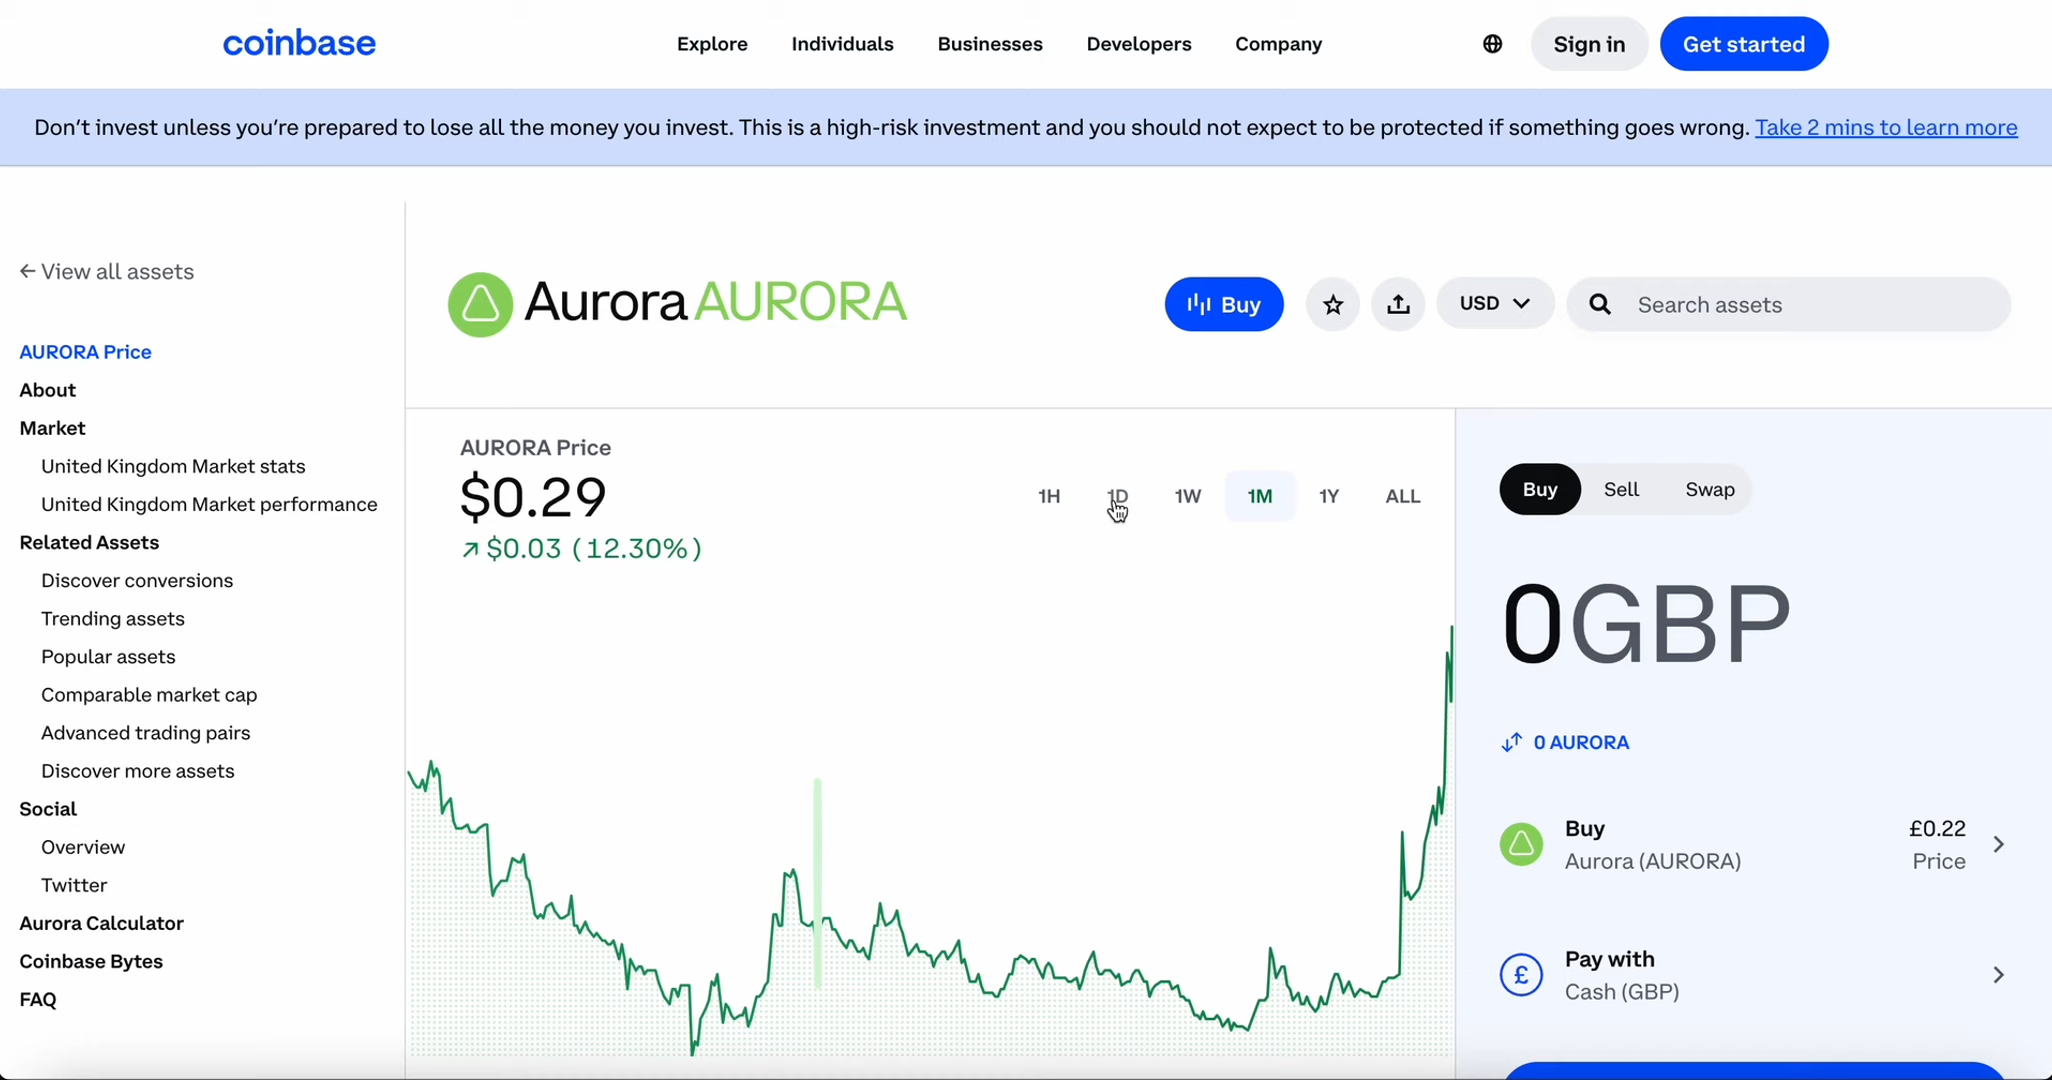 coinbase
Explore
Individuals
Businesses
Developers
Company
Sign in
Get started
Don't invest unless you're prepared to lose all the money you invest. This is a high-risk investment and you should not expect to be protected if something goes wrong. Take 2 mins to learn more
← View all assets
AURORA Price
About
Market
United Kingdom Market stats
United Kingdom Market performance
Related Assets
Discover conversions
Trending assets
Popular assets
Comparable market cap
Advanced trading pairs
Discover more assets
Social
Overview
Twitter
Aurora Calculator
Coinbase Bytes
FAQ
Aurora AURORA
Buy
USD
Search assets
AURORA Price
$0.29
↗ $0.03 (12.30%)
1H
1D
1W
1M
1Y
ALL
Buy
Sell
Swap
0GBP
0 AURORA
Buy
£0.22
Aurora (AURORA)
Price
£
Pay with
Cash (GBP)